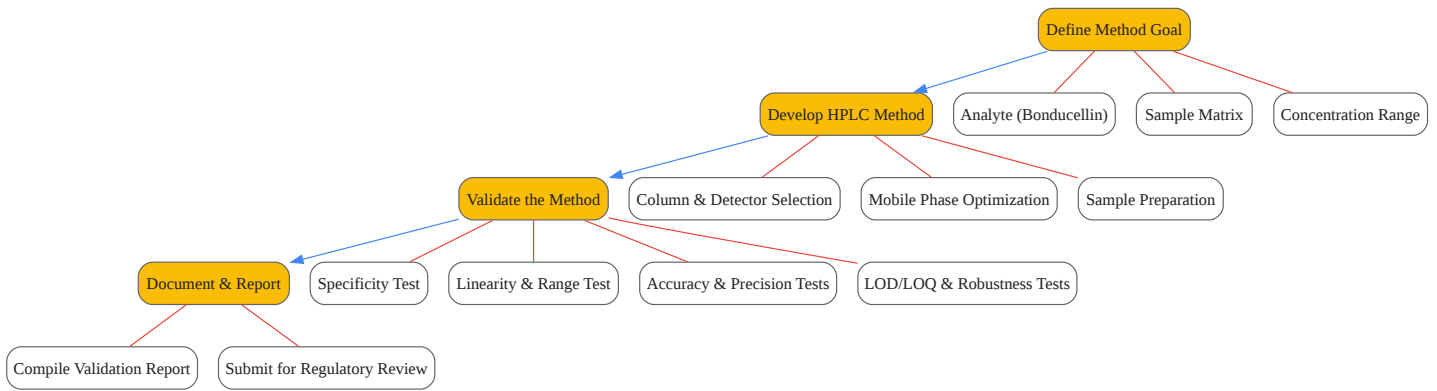 Define Method Goal
Develop HPLC Method
Analyte (Bonducellin)
Sample Matrix
Concentration Range
Validate the Method
Column & Detector Selection
Mobile Phase Optimization
Sample Preparation
Document & Report
Specificity Test
Linearity & Range Test
Accuracy & Precision Tests
LOD/LOQ & Robustness Tests
Compile Validation Report
Submit for Regulatory Review